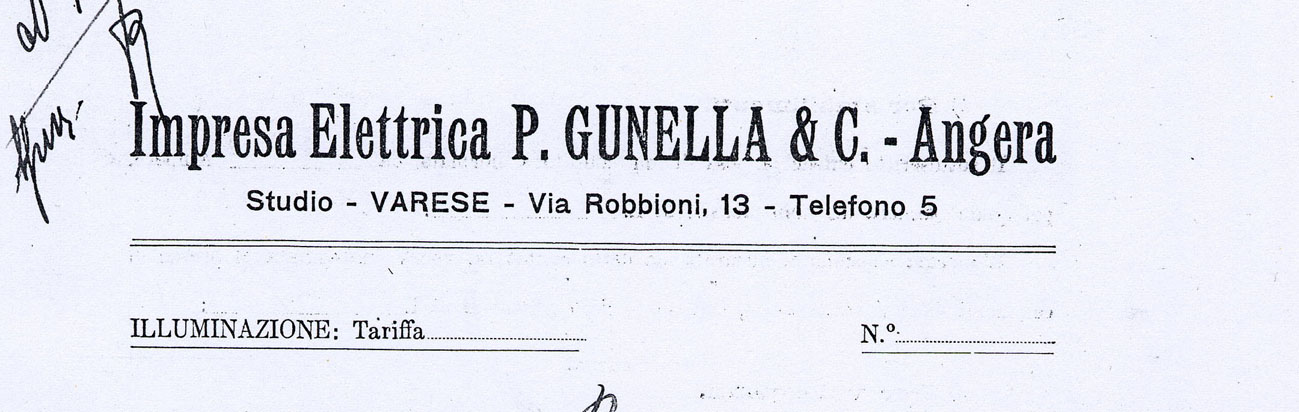 Impresa Elettrica P. GUNELLA & C. - Angera
Studio - VARESE - Via Robbioni, 13 - Telefono 5
ILLUMINAZIONE: Tariffa
N.º